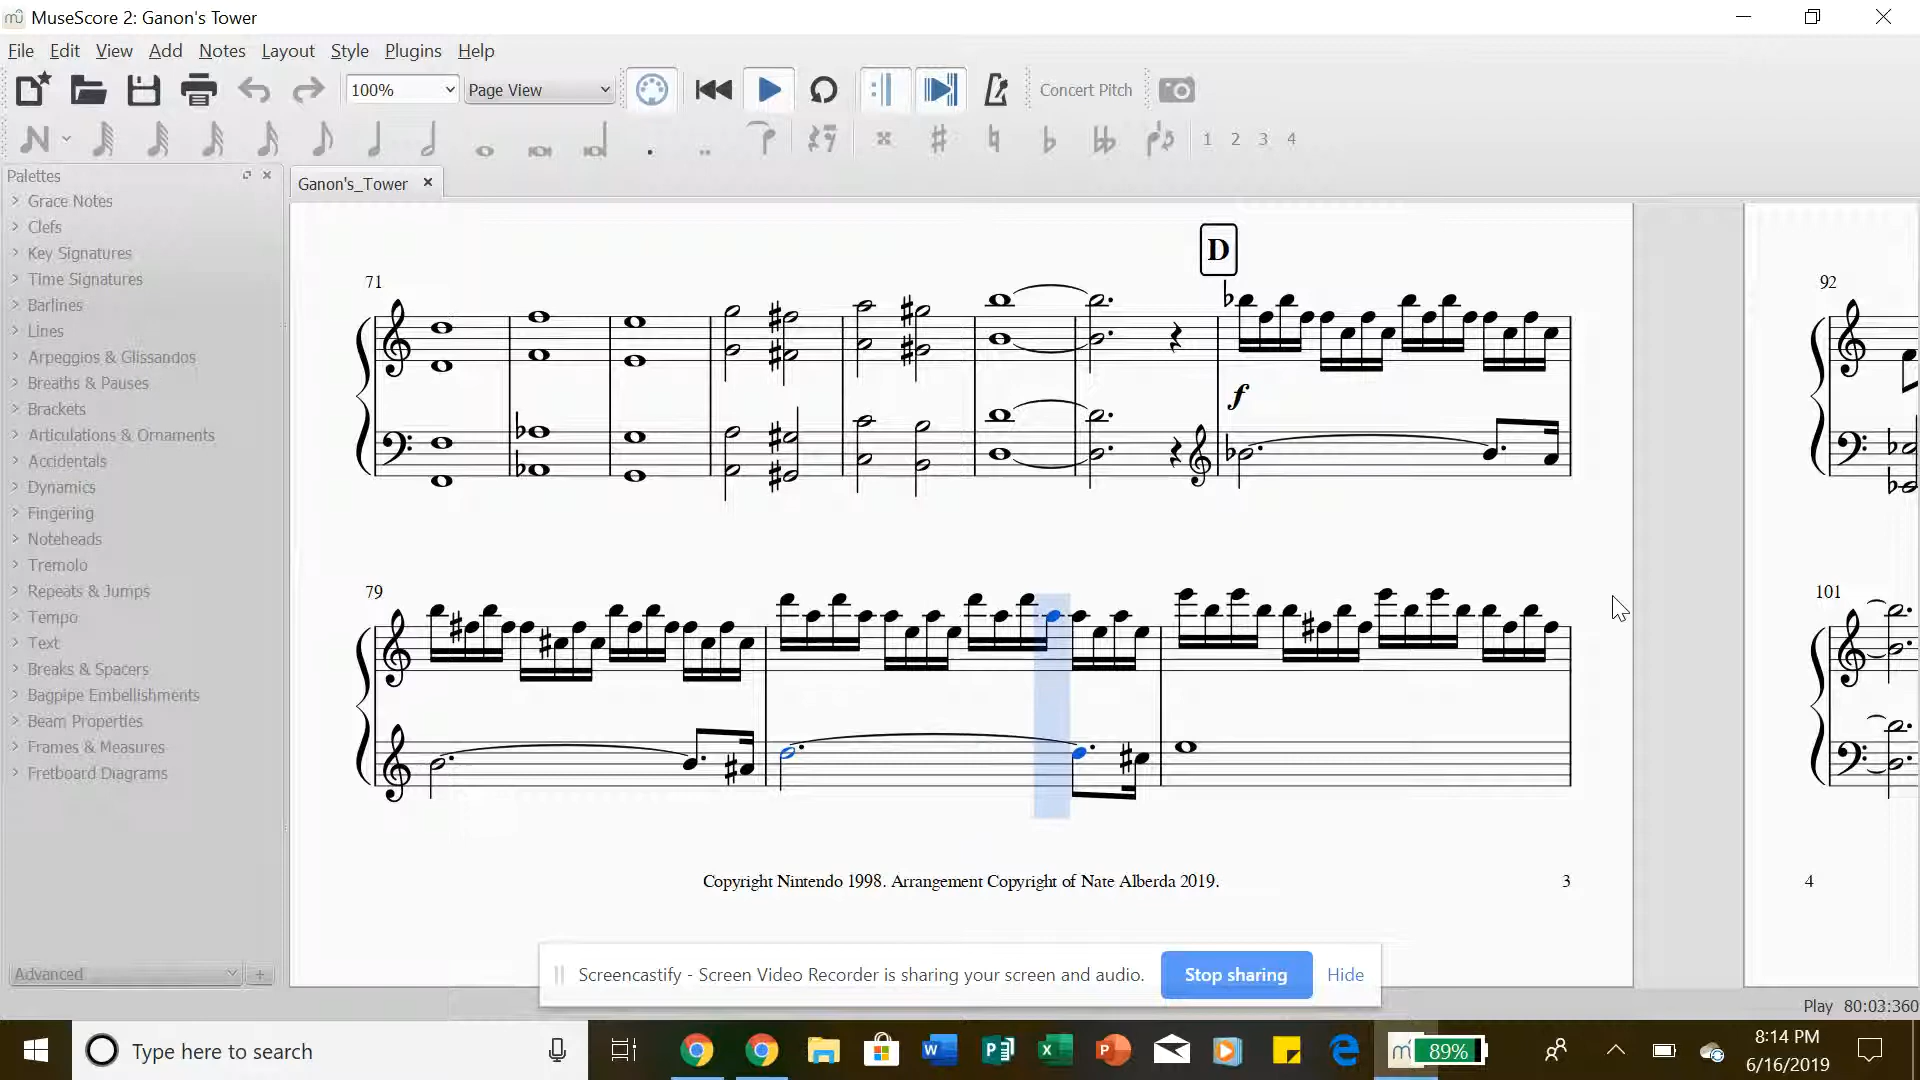 MuseScore 2: Ganon's Tower
File Edit View Add Notes Layout Style Plugins Help
100% Page View Concert Pitch
1 2 3 4
Palettes
Grace Notes
Clefs
Key Signatures
Time Signatures
Barlines
Lines
Arpeggios & Glissandos
Breaths & Pauses
Brackets
Articulations & Ornaments
Accidentals
Dynamics
Fingering
Noteheads
Tremolo
Repeats & Jumps
Tempo
Text
Breaks & Spacers
Bagpipe Embellishments
Beam Properties
Frames & Measures
Fretboard Diagrams
Advanced +
Ganon's_Tower
D
71
f
79
92
101
Copyright Nintendo 1998. Arrangement Copyright of Nate Alberda 2019.
3
4
Screencastify - Screen Video Recorder is sharing your screen and audio. Stop sharing Hide
Play 80:03:360
Type here to search
89%
8:14 PM
6/16/2019